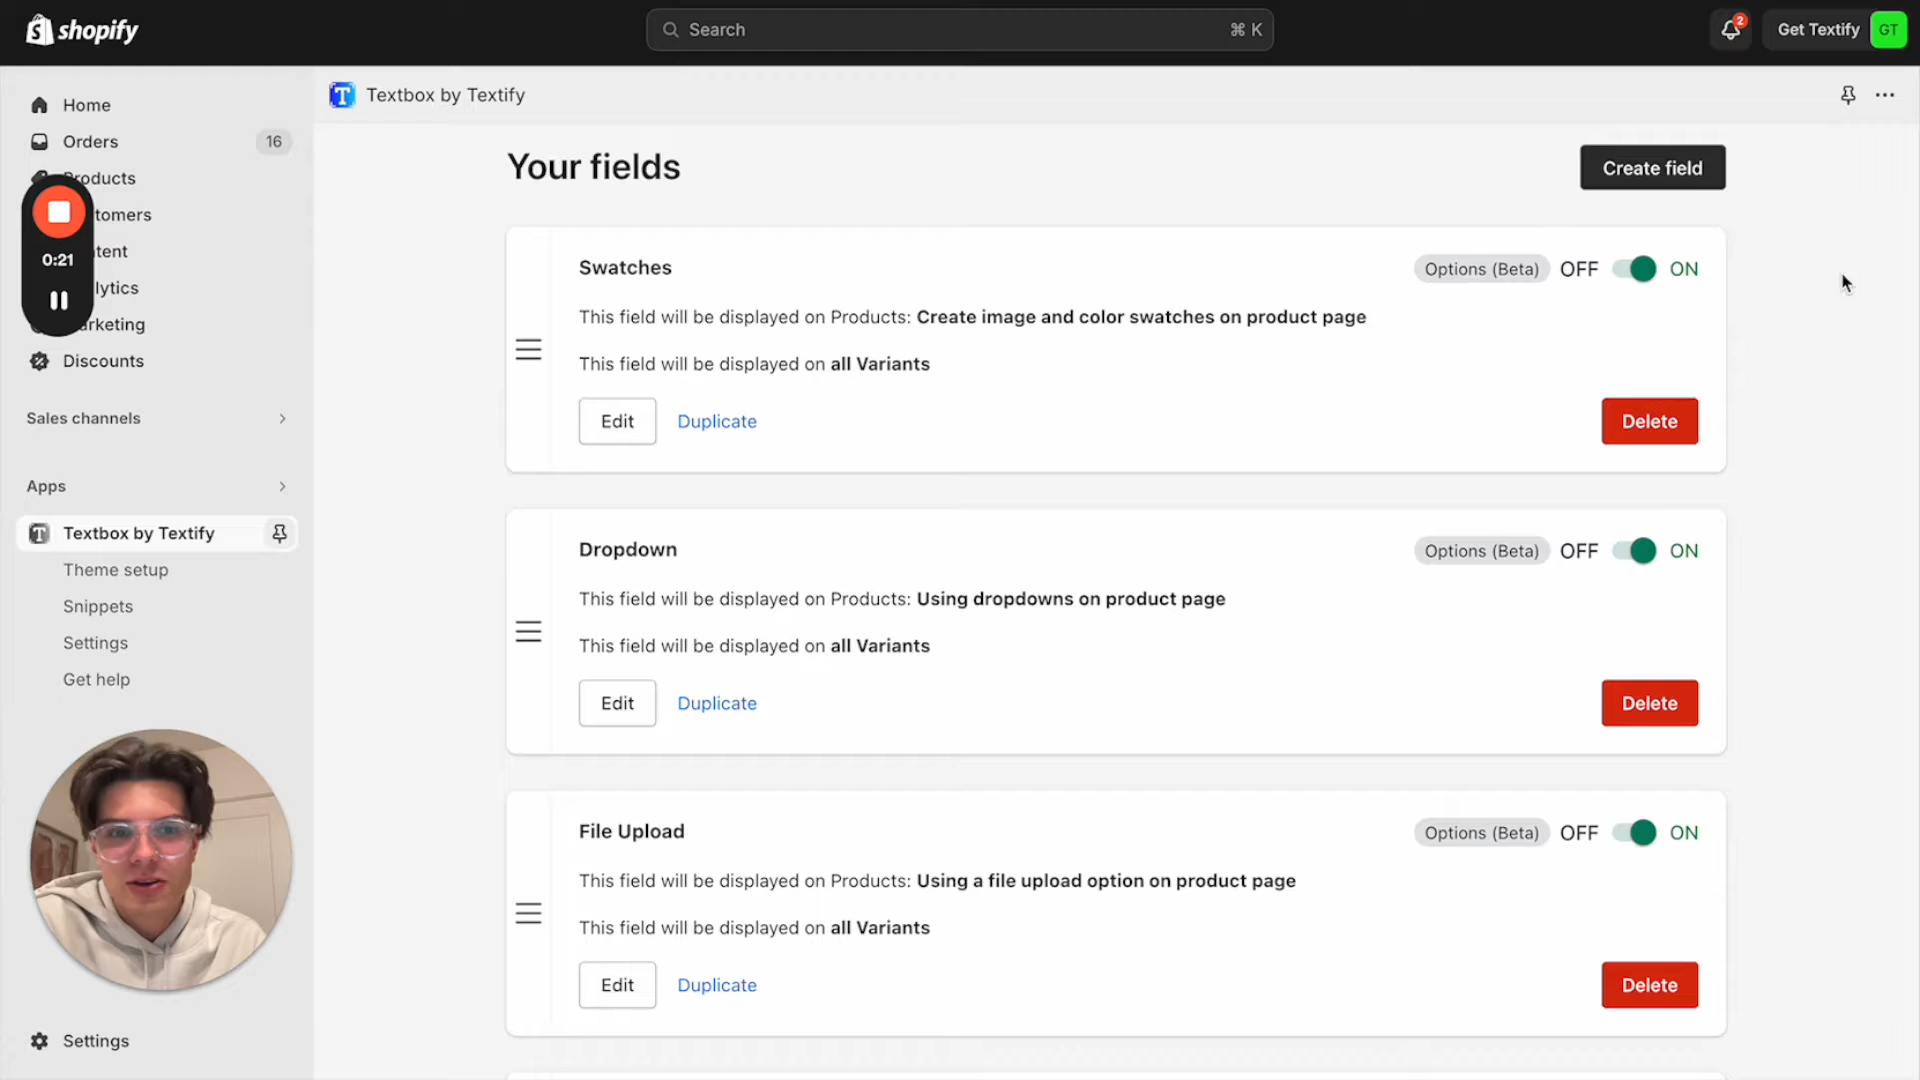 shopify
Search
⌘ K
2
Get Textify
GT
Home
Orders
16
Products
tomers
0:21
tent
lytics
arketing
Discounts
Sales channels
Apps
Textbox by Textify
Theme setup
Snippets
Settings
Get help
Settings
Textbox by Textify
Your fields
Create field
Swatches
Options (Beta) OFF ON
This field will be displayed on Products: Create image and color swatches on product page
This field will be displayed on all Variants
Edit Duplicate
Delete
Dropdown
Options (Beta) OFF ON
This field will be displayed on Products: Using dropdowns on product page
This field will be displayed on all Variants
Edit Duplicate
Delete
File Upload
Options (Beta) OFF ON
This field will be displayed on Products: Using a file upload option on product page
This field will be displayed on all Variants
Edit Duplicate
Delete